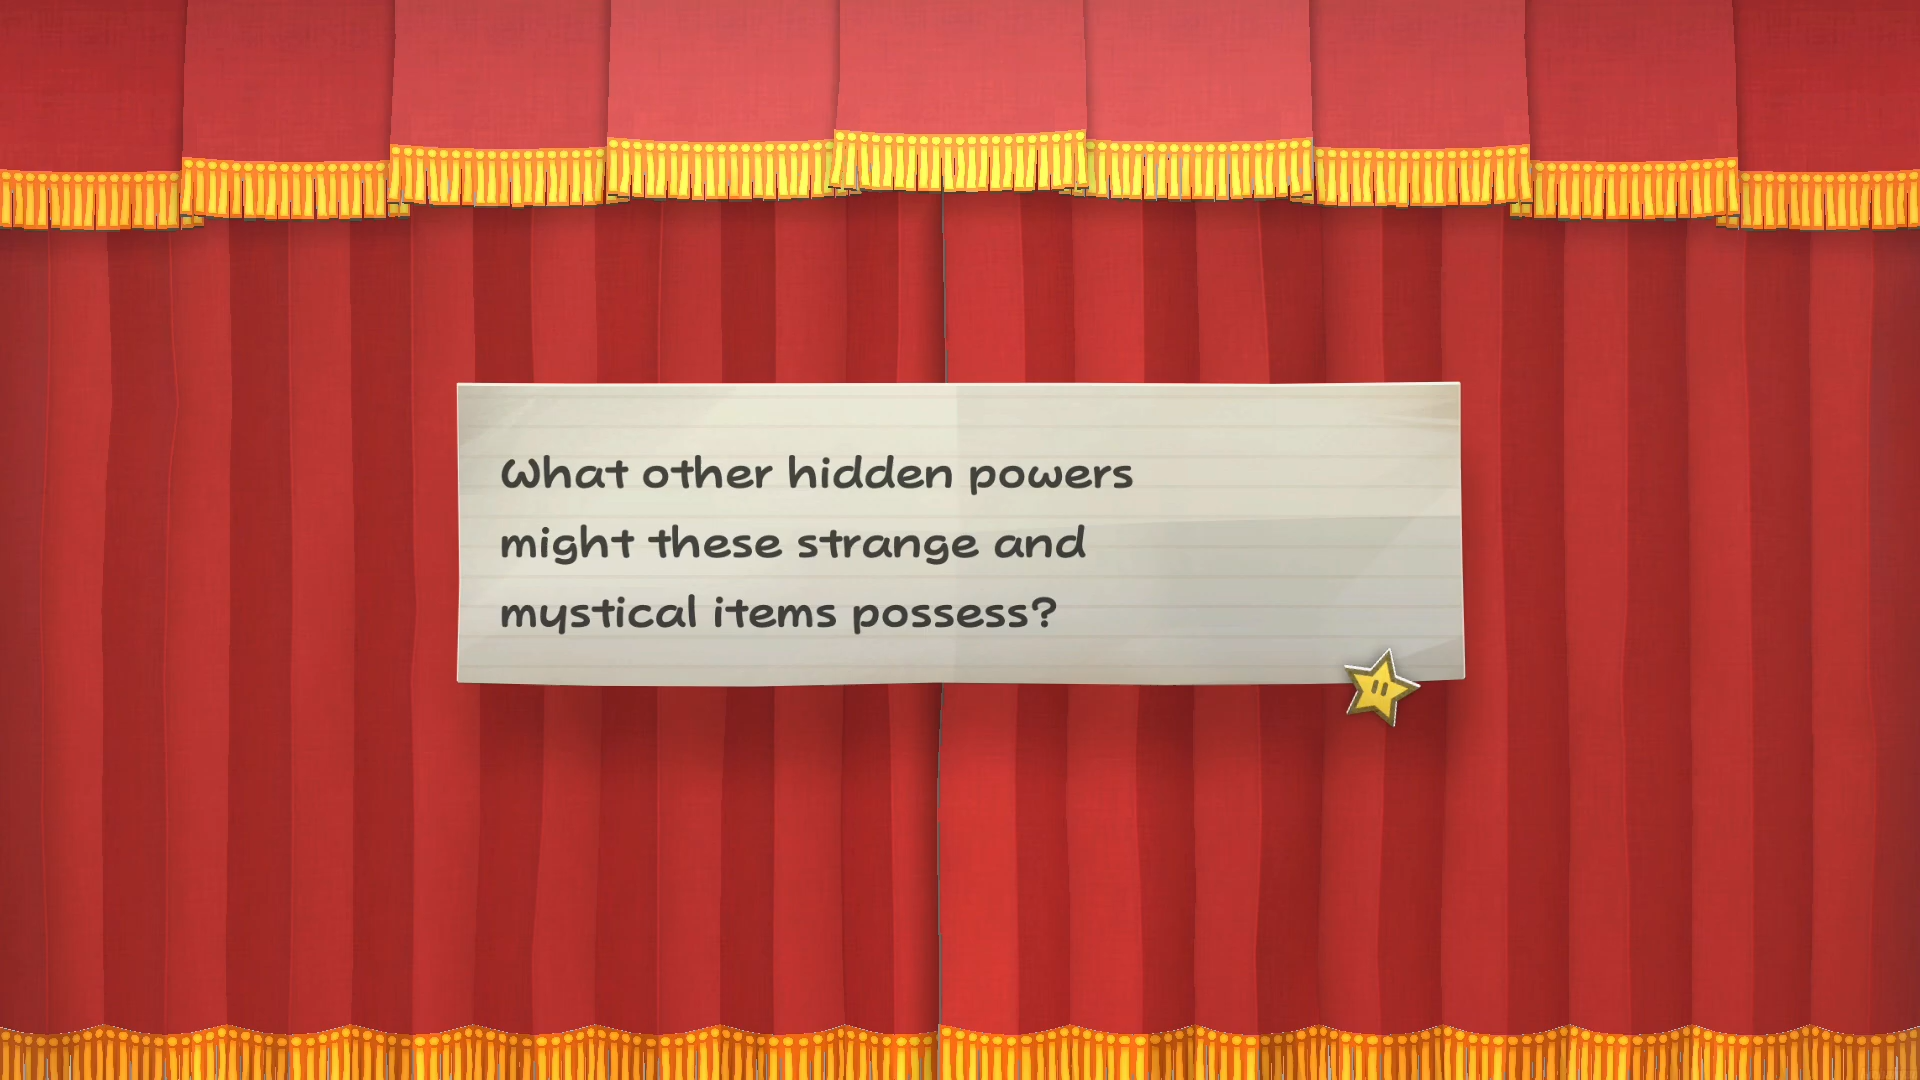 What other hidden powers
might these strange and
mystical items possess?